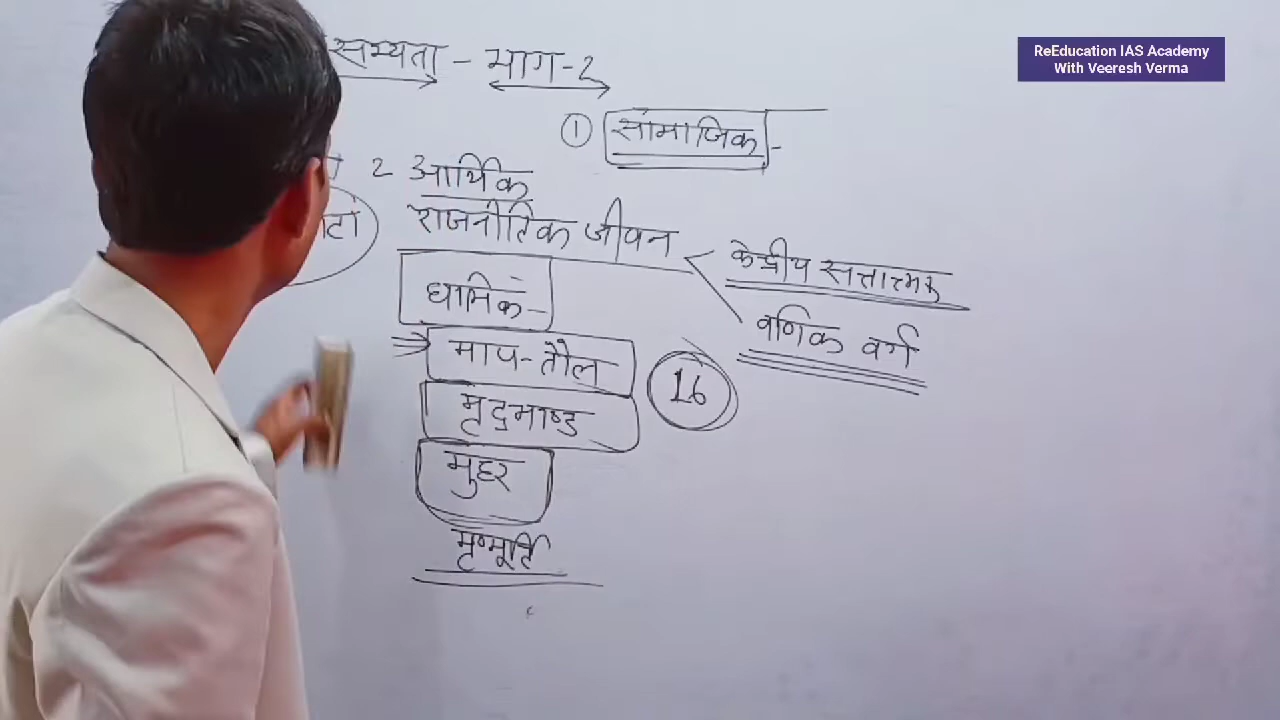 ReEducation IAS Academy
With Veeresh Verma
सभ्यता - भाग-2
① सामाजिक -
2 आर्थिक
राजनीतिक जीवन
केद्रीय सत्तात्मक
वणिक वर्ग
धार्मिक -
माप-तौल
16
मृदभाण्ड
मुहर
मृण्मूर्ति